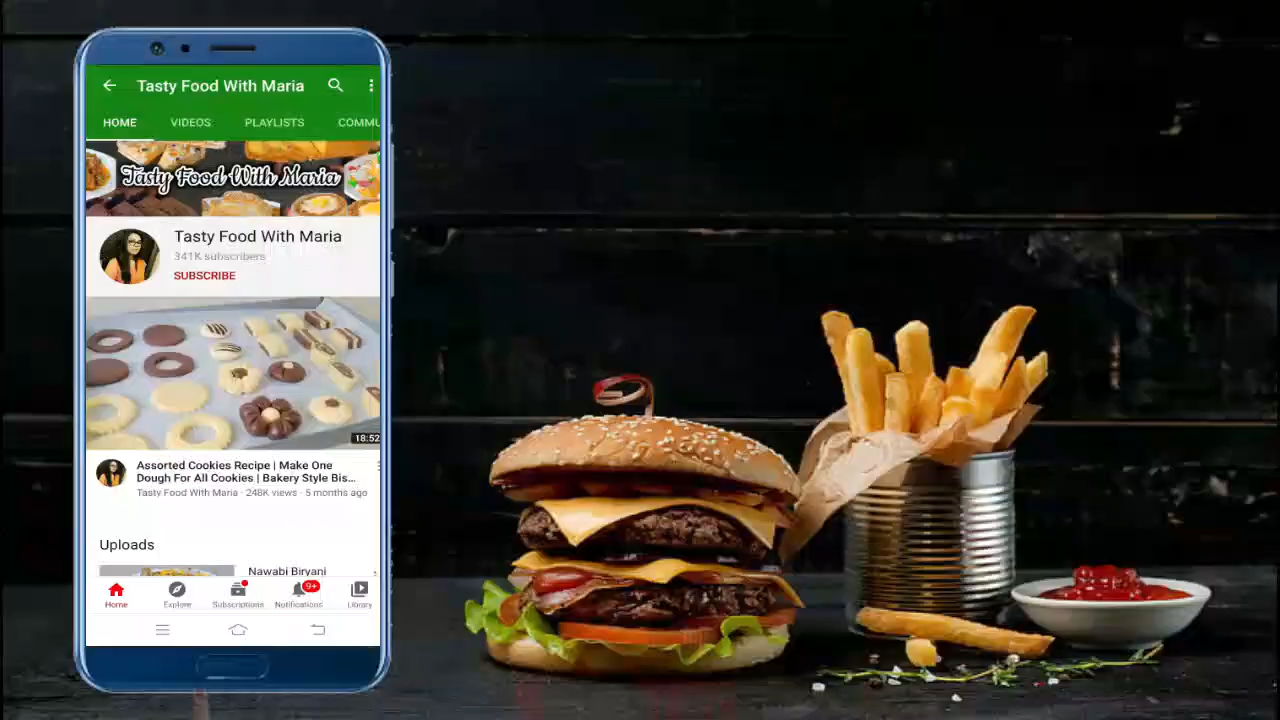 Tasty Food With Maria
HOME VIDEOS PLAYLISTS COMMU
Tasty Food With Maria
Tasty Food With Maria
341K subscribers
SUBSCRIBE
18:52
Assorted Cookies Recipe | Make One
Dough For All Cookies | Bakery Style Bis...
Tasty Food With Maria · 248K views · 5 months ago
Uploads
Nawabi Biryani
9+
Home Explore Subscriptions Notifications Library